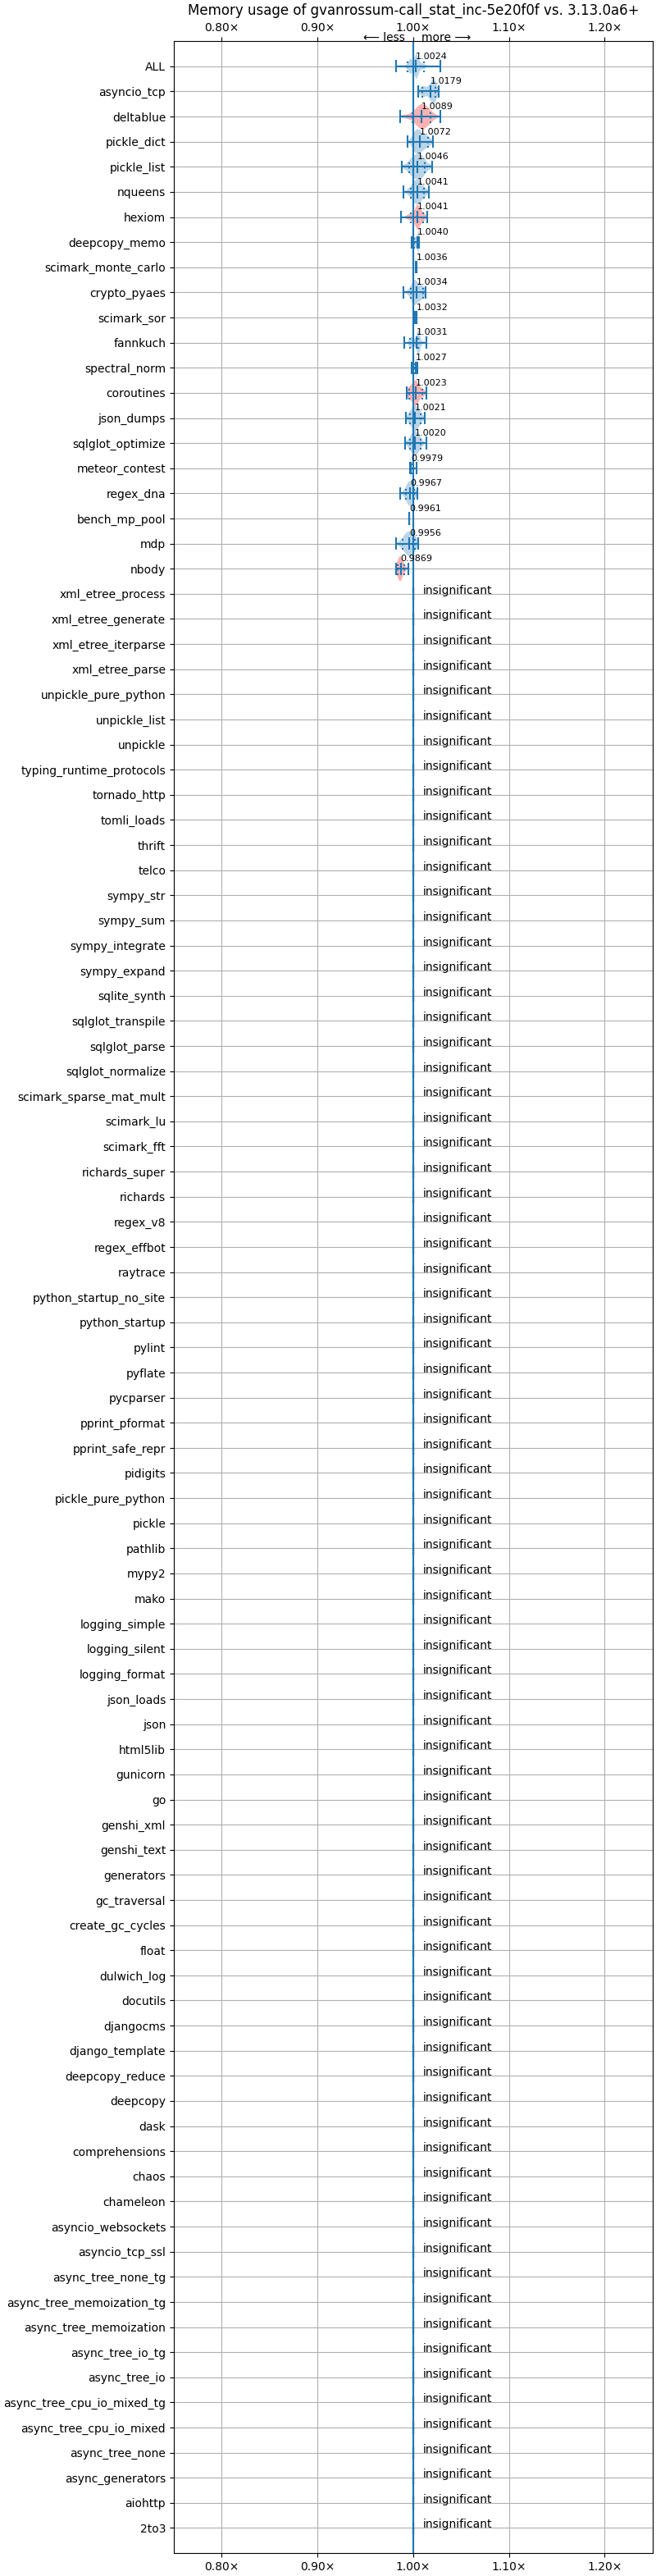 Memory usage of gvanrossum-call_stat_inc-5e20f0f vs. 3.13.0a6+
0.80× 0.90× 1.00× 1.10× 1.20×
⟵ less more ⟶
ALL 1.0024
asyncio_tcp 1.0179
deltablue 1.0089
pickle_dict 1.0072
pickle_list 1.0046
nqueens 1.0041
hexiom 1.0041
deepcopy_memo 1.0040
scimark_monte_carlo 1.0036
crypto_pyaes 1.0034
scimark_sor 1.0032
fannkuch 1.0031
spectral_norm 1.0027
coroutines 1.0023
json_dumps 1.0021
sqlglot_optimize 1.0020
meteor_contest 0.9979
regex_dna 0.9967
bench_mp_pool 0.9961
mdp 0.9956
nbody 0.9869
xml_etree_process insignificant
xml_etree_generate insignificant
xml_etree_iterparse insignificant
xml_etree_parse insignificant
unpickle_pure_python insignificant
unpickle_list insignificant
unpickle insignificant
typing_runtime_protocols insignificant
tornado_http insignificant
tomli_loads insignificant
thrift insignificant
telco insignificant
sympy_str insignificant
sympy_sum insignificant
sympy_integrate insignificant
sympy_expand insignificant
sqlite_synth insignificant
sqlglot_transpile insignificant
sqlglot_parse insignificant
sqlglot_normalize insignificant
scimark_sparse_mat_mult insignificant
scimark_lu insignificant
scimark_fft insignificant
richards_super insignificant
richards insignificant
regex_v8 insignificant
regex_effbot insignificant
raytrace insignificant
python_startup_no_site insignificant
python_startup insignificant
pylint insignificant
pyflate insignificant
pycparser insignificant
pprint_pformat insignificant
pprint_safe_repr insignificant
pidigits insignificant
pickle_pure_python insignificant
pickle insignificant
pathlib insignificant
mypy2 insignificant
mako insignificant
logging_simple insignificant
logging_silent insignificant
logging_format insignificant
json_loads insignificant
json insignificant
html5lib insignificant
gunicorn insignificant
go insignificant
genshi_xml insignificant
genshi_text insignificant
generators insignificant
gc_traversal insignificant
create_gc_cycles insignificant
float insignificant
dulwich_log insignificant
docutils insignificant
djangocms insignificant
django_template insignificant
deepcopy_reduce insignificant
deepcopy insignificant
dask insignificant
comprehensions insignificant
chaos insignificant
chameleon insignificant
asyncio_websockets insignificant
asyncio_tcp_ssl insignificant
async_tree_none_tg insignificant
async_tree_memoization_tg insignificant
async_tree_memoization insignificant
async_tree_io_tg insignificant
async_tree_io insignificant
async_tree_cpu_io_mixed_tg insignificant
async_tree_cpu_io_mixed insignificant
async_tree_none insignificant
async_generators insignificant
aiohttp insignificant
2to3 insignificant
0.80× 0.90× 1.00× 1.10× 1.20×